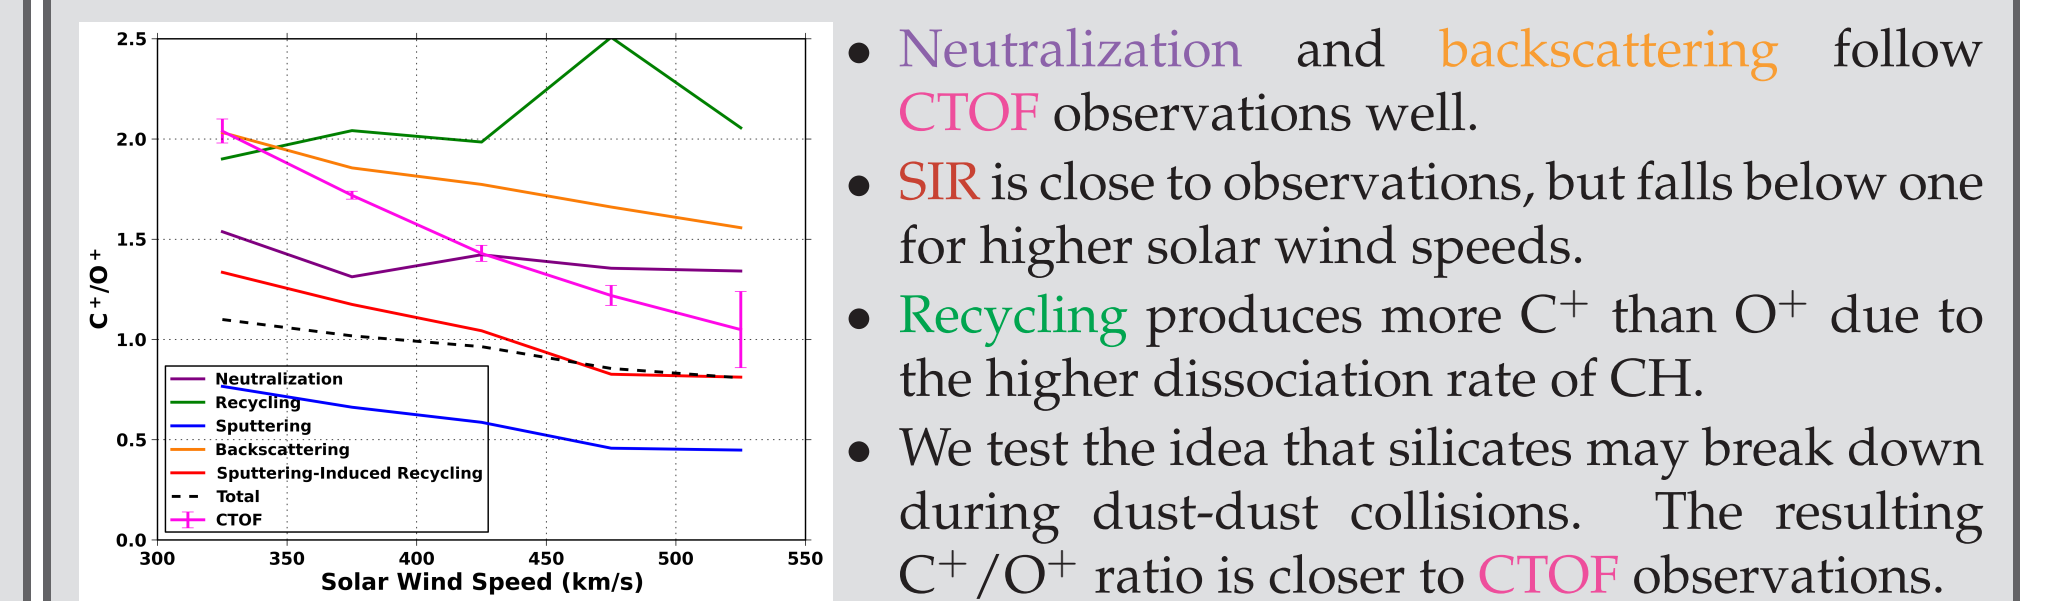 2.5
2.0
1.5
1.0
0.5
0.0
C⁺/O⁺
Neutralization
Recycling
Sputtering
Backscattering
Sputtering-Induced Recycling
Total
CTOF
300 350 400 450 500 550
Solar Wind Speed (km/s)
• Neutralization and backscattering follow
CTOF observations well.
• SIR is close to observations, but falls below one
for higher solar wind speeds.
• Recycling produces more C⁺ than O⁺ due to
the higher dissociation rate of CH.
• We test the idea that silicates may break down
during dust-dust collisions. The resulting
C⁺/O⁺ ratio is closer to CTOF observations.